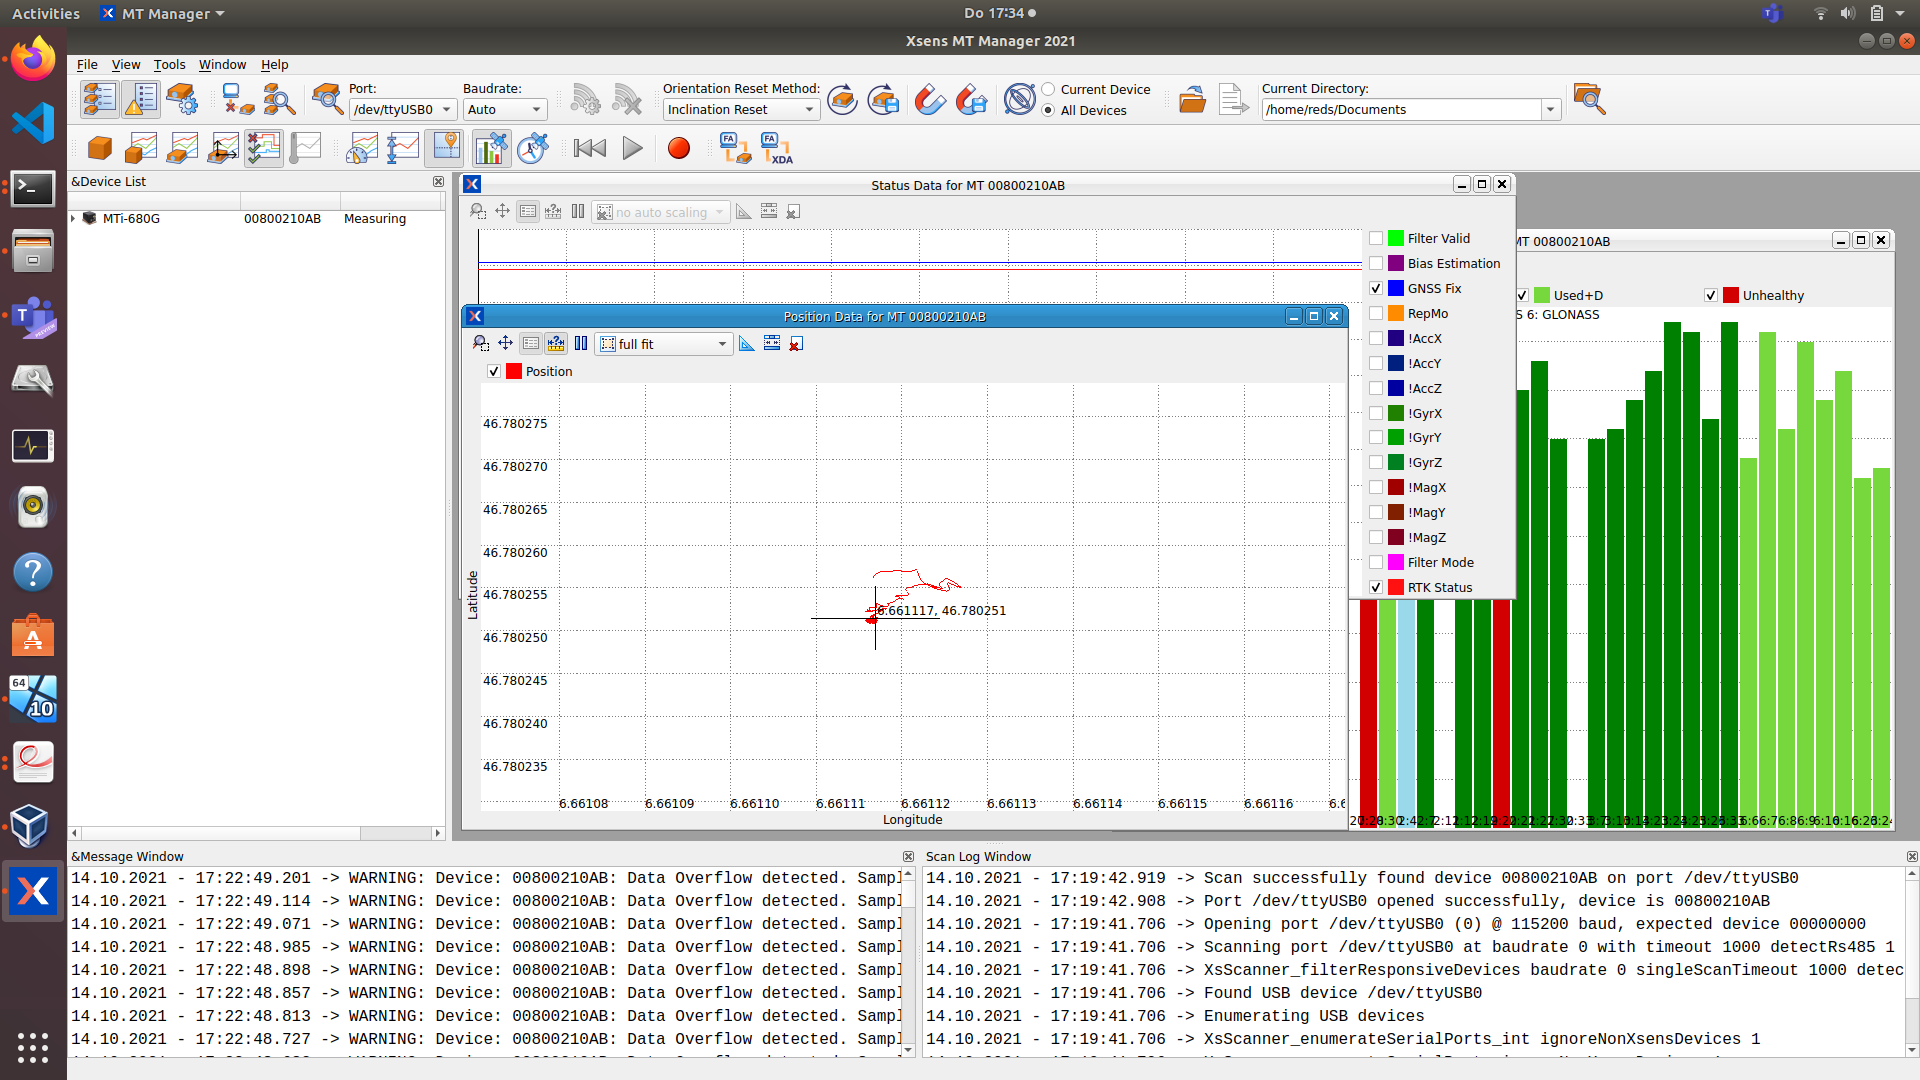 Activities
MT Manager
Do 17:34
Xsens MT Manager 2021
File View Tools Window Help
Port:
/dev/ttyUSB0
Baudrate:
Auto
Orientation Reset Method:
Inclination Reset
Current Device
All Devices
Current Directory:
/home/reds/Documents
FA
FA
XDA
&Device List
MTi-680G 00800210AB Measuring
Status Data for MT 00800210AB
no auto scaling
Filter Valid
Bias Estimation
GNSS Fix
RepMo
!AccX
!AccY
!AccZ
!GyrX
!GyrY
!GyrZ
!MagX
!MagY
!MagZ
Filter Mode
RTK Status
MT 00800210AB
Used+D
Unhealthy
S 6: GLONASS
Position Data for MT 00800210AB
full fit
Position
46.780275
46.780270
46.780265
46.780260
46.780255
46.780250
46.780245
46.780240
46.780235
Latitude
6.661117, 46.780251
6.66108 6.66109 6.66110 6.66111 6.66112 6.66113 6.66114 6.66115 6.66116
Longitude
64
10
PREVIEW
&Message Window
14.10.2021 - 17:22:49.201 -> WARNING: Device: 00800210AB: Data Overflow detected. Sampl
14.10.2021 - 17:22:49.114 -> WARNING: Device: 00800210AB: Data Overflow detected. Sampl
14.10.2021 - 17:22:49.071 -> WARNING: Device: 00800210AB: Data Overflow detected. Sampl
14.10.2021 - 17:22:48.985 -> WARNING: Device: 00800210AB: Data Overflow detected. Sampl
14.10.2021 - 17:22:48.898 -> WARNING: Device: 00800210AB: Data Overflow detected. Sampl
14.10.2021 - 17:22:48.857 -> WARNING: Device: 00800210AB: Data Overflow detected. Sampl
14.10.2021 - 17:22:48.813 -> WARNING: Device: 00800210AB: Data Overflow detected. Sampl
14.10.2021 - 17:22:48.727 -> WARNING: Device: 00800210AB: Data Overflow detected. Sampl
Scan Log Window
14.10.2021 - 17:19:42.919 -> Scan successfully found device 00800210AB on port /dev/ttyUSB0
14.10.2021 - 17:19:42.908 -> Port /dev/ttyUSB0 opened successfully, device is 00800210AB
14.10.2021 - 17:19:41.706 -> Opening port /dev/ttyUSB0 (0) @ 115200 baud, expected device 00000000
14.10.2021 - 17:19:41.706 -> Scanning port /dev/ttyUSB0 at baudrate 0 with timeout 1000 detectRs485 1
14.10.2021 - 17:19:41.706 -> XsScanner_filterResponsiveDevices baudrate 0 singleScanTimeout 1000 detec
14.10.2021 - 17:19:41.706 -> Found USB device /dev/ttyUSB0
14.10.2021 - 17:19:41.706 -> Enumerating USB devices
14.10.2021 - 17:19:41.706 -> XsScanner_enumerateSerialPorts_int ignoreNonXsensDevices 1